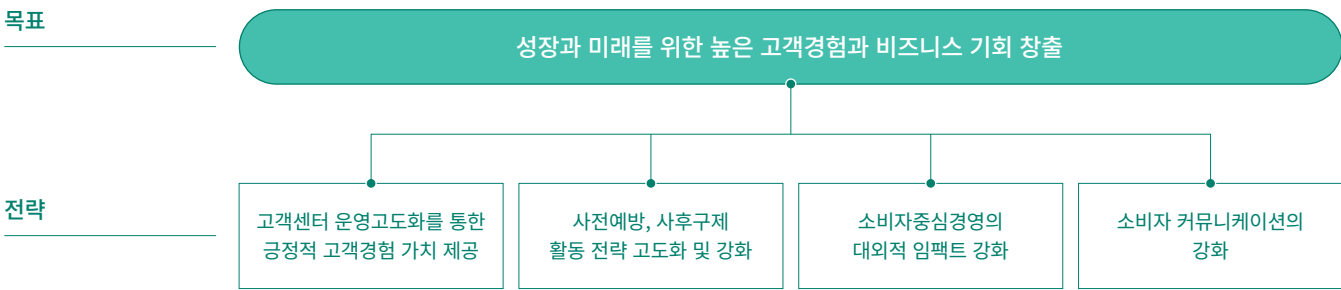 목표
성장과 미래를 위한 높은 고객경험과 비즈니스 기회 창출
전략
고객센터 운영고도화를 통한
긍정적 고객경험 가치 제공
사전예방, 사후구제
활동 전략 고도화 및 강화
소비자중심경영의
대외적 임팩트 강화
소비자 커뮤니케이션의
강화